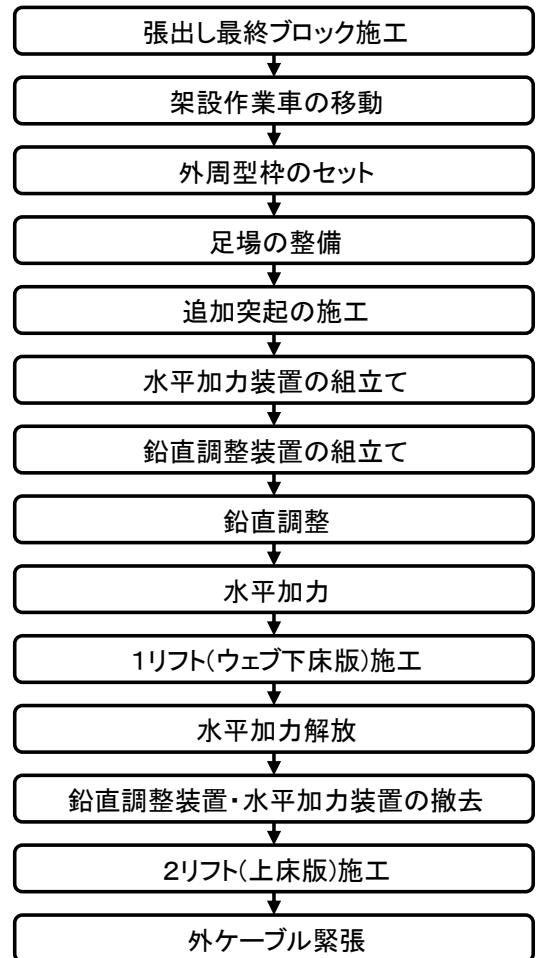 張出し最終ブロック施工
架設作業車の移動
外周型枠のセット
足場の整備
追加突起の施工
水平加力装置の組立て
鉛直調整装置の組立て
鉛直調整
水平加力
1リフト(ウェブ下床版)施工
水平加力解放
鉛直調整装置・水平加力装置の撤去
2リフト(上床版)施工
外ケーブル緊張